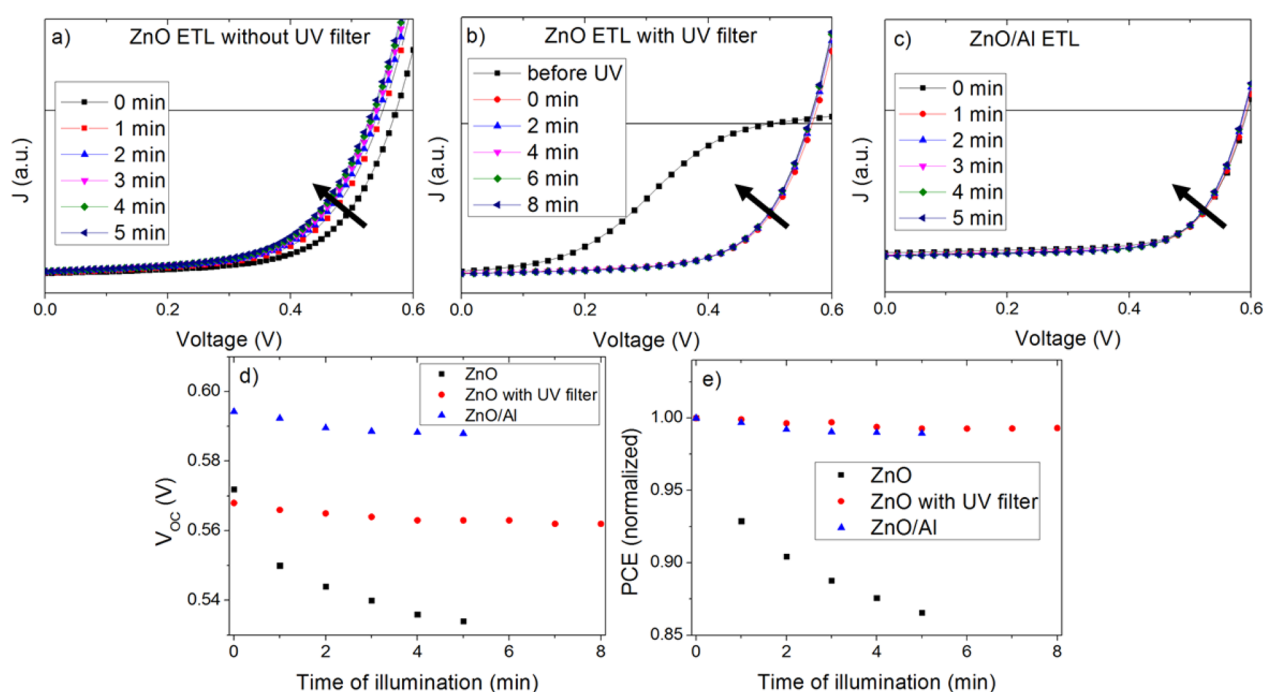 a) ZnO ETL without UV filter
0 min
1 min
2 min
3 min
4 min
5 min
J (a.u.)
0.0 0.2 0.4 0.6
Voltage (V)
b) ZnO ETL with UV filter
before UV
0 min
2 min
4 min
6 min
8 min
J (a.u.)
0.0 0.2 0.4 0.6
Voltage (V)
c) ZnO/Al ETL
0 min
1 min
2 min
3 min
4 min
5 min
J (a.u.)
0.0 0.2 0.4 0.6
Voltage (V)
d)
ZnO
ZnO with UV filter
ZnO/Al
0.60
0.58
0.56
0.54
VOC (V)
0 2 4 6 8
Time of illumination (min)
e)
1.00
0.95
0.90
0.85
PCE (normalized)
ZnO
ZnO with UV filter
ZnO/Al
0 2 4 6 8
Time of illumination (min)